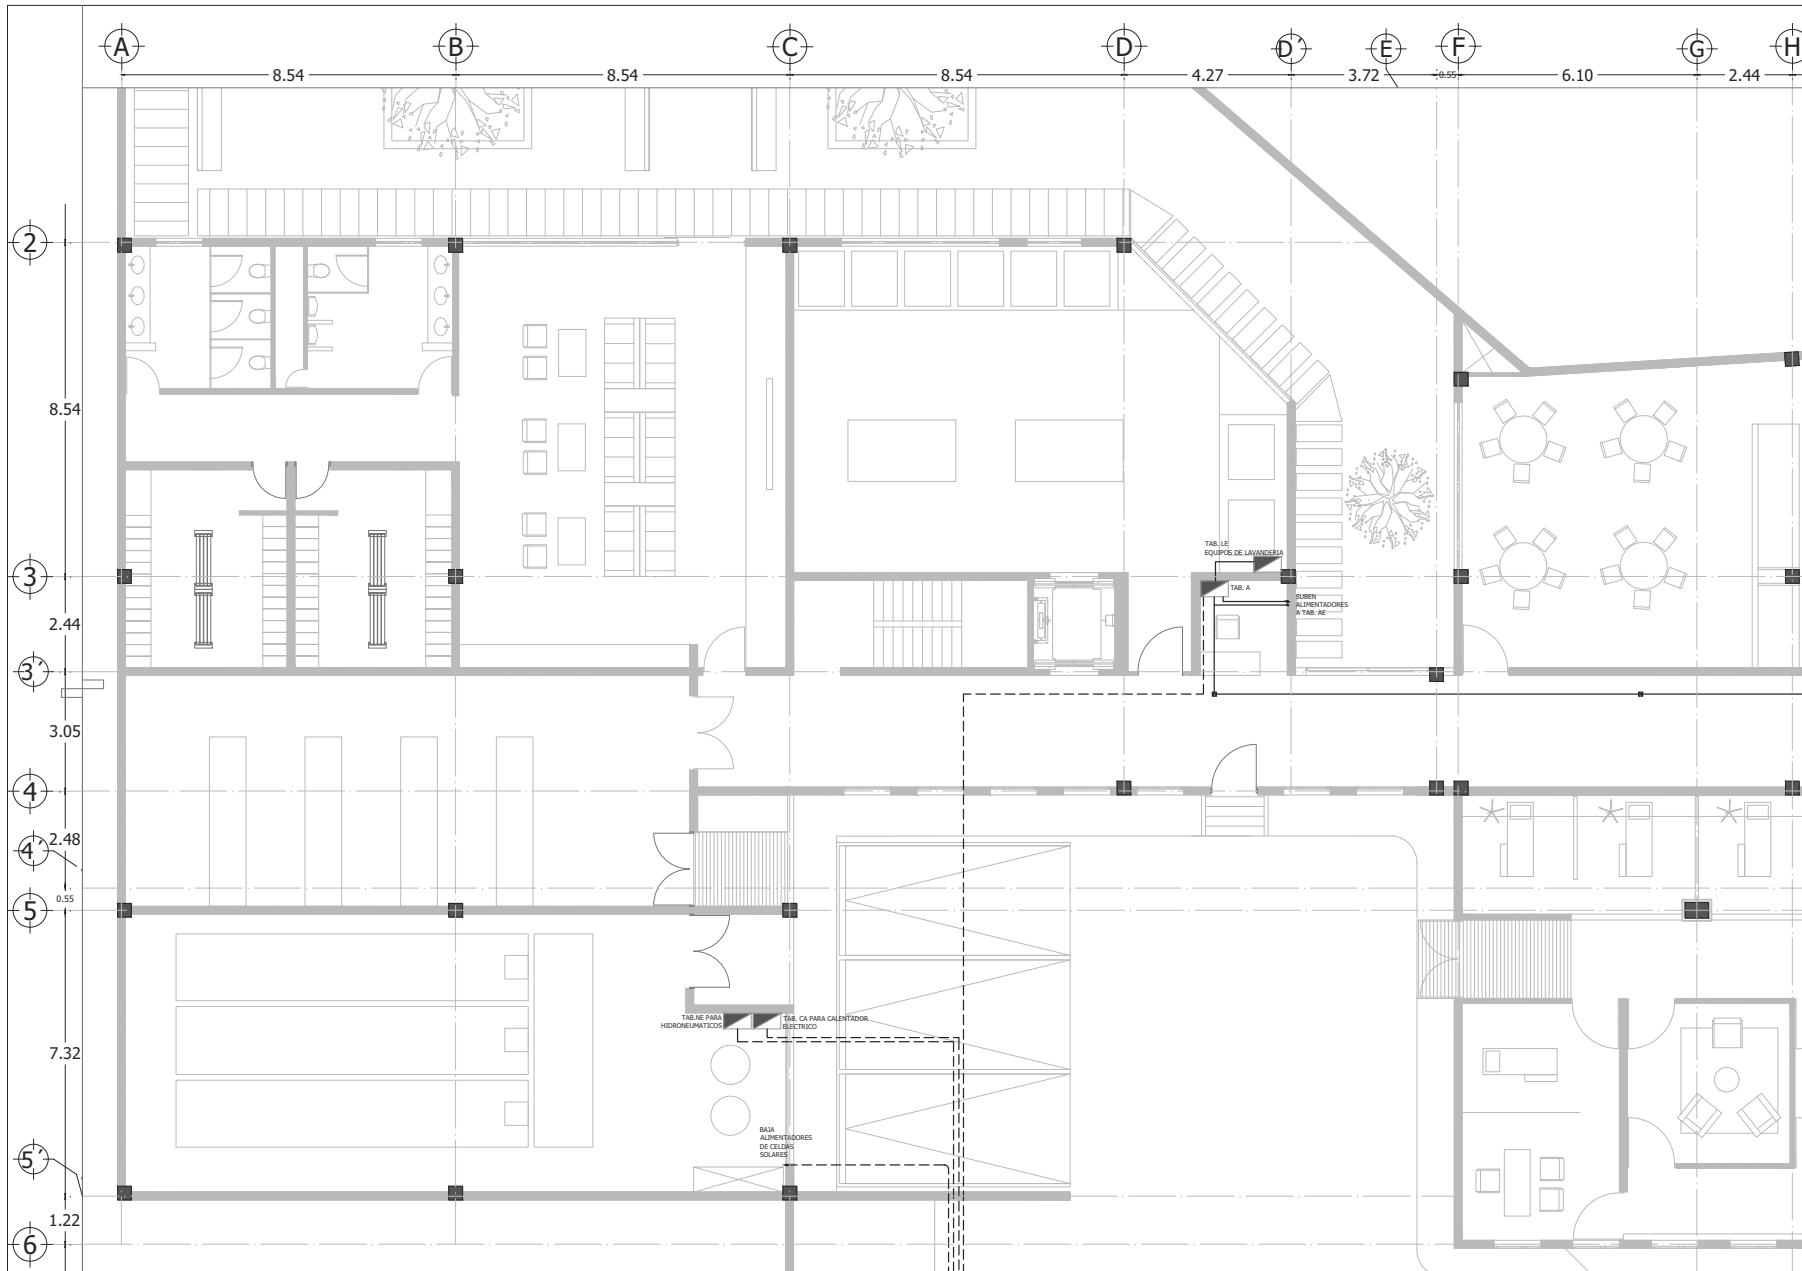 A B C D D' E F G H
8.54 8.54 8.54 4.27 3.72 0.55 6.10 2.44
2
8.54
TAB. LE
EQUIPOS DE LAVANDERIA
3
TAB. A
SUBEN
ALIMENTADORES
A TAB. AE
2.44
3'
3.05
4
2.48
4'
0.55
5
TAB.NE PARA
HIDRONEUMATICOS
TAB. CA PARA CALENTADOR
ELECTRICO
7.32
BAJA
ALIMENTADORES
DE CELDAS
SOLARES
5'
1.22
6